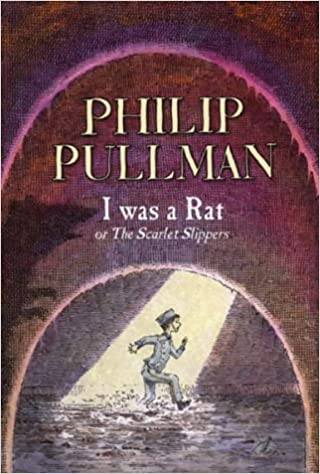 PHILIP
PULLMAN
I was a Rat
or The Scarlet Slippers